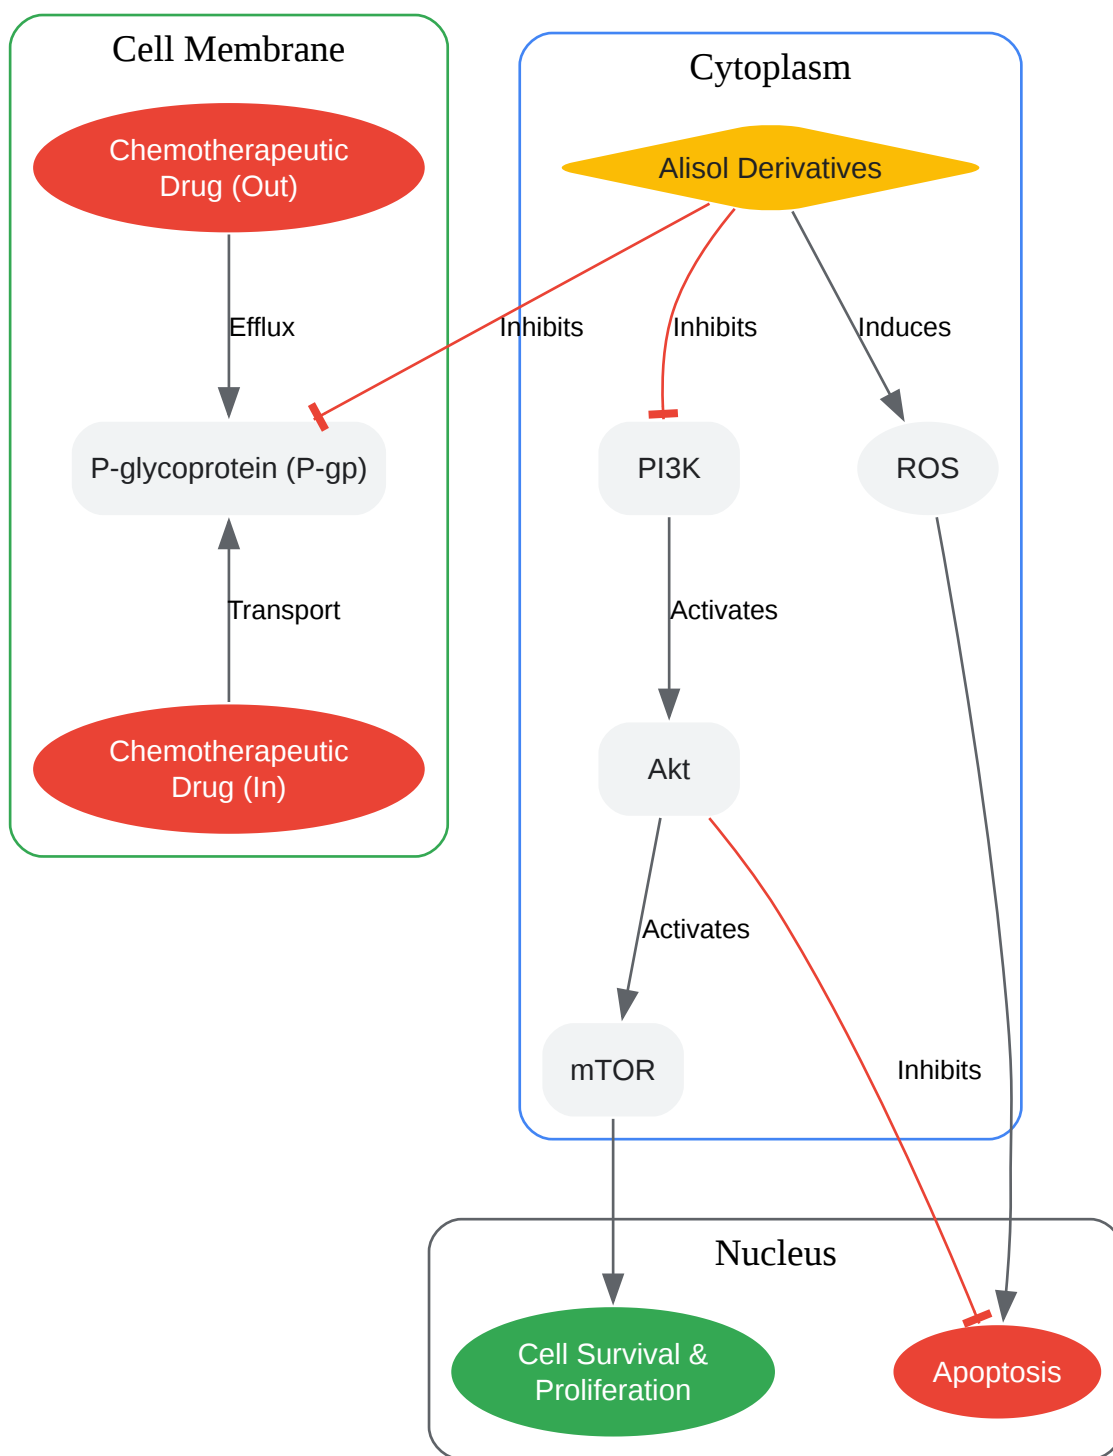 Cell Membrane
Chemotherapeutic
Drug (Out)
Efflux
P-glycoprotein (P-gp)
Transport
Chemotherapeutic
Drug (In)
Cytoplasm
Alisol Derivatives
Inhibits
Inhibits
Induces
PI3K
ROS
Activates
Akt
Activates
mTOR
Inhibits
Nucleus
Cell Survival &
Proliferation
Apoptosis